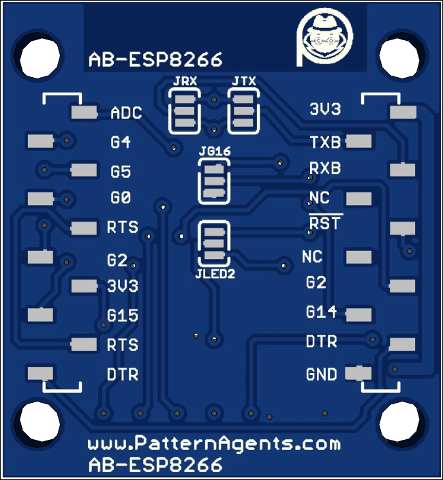 AB-ESP8266
JRX JTX
ADC 3V3
G4 TXB
G5 RXB
JG16
G0 NC
RTS RST
G2 NC
JLED2
3V3 G2
G15 G14
RTS DTR
DTR GND
www.PatternAgents.com
AB-ESP8266